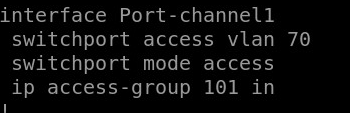 interface Port-channel1
 switchport access vlan 70
 switchport mode access
 ip access-group 101 in
!